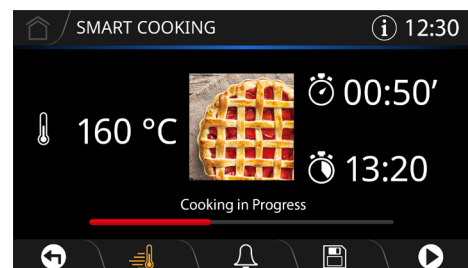 SMART COOKING
12:30
160 °C
00:50’
13:20
Cooking in Progress